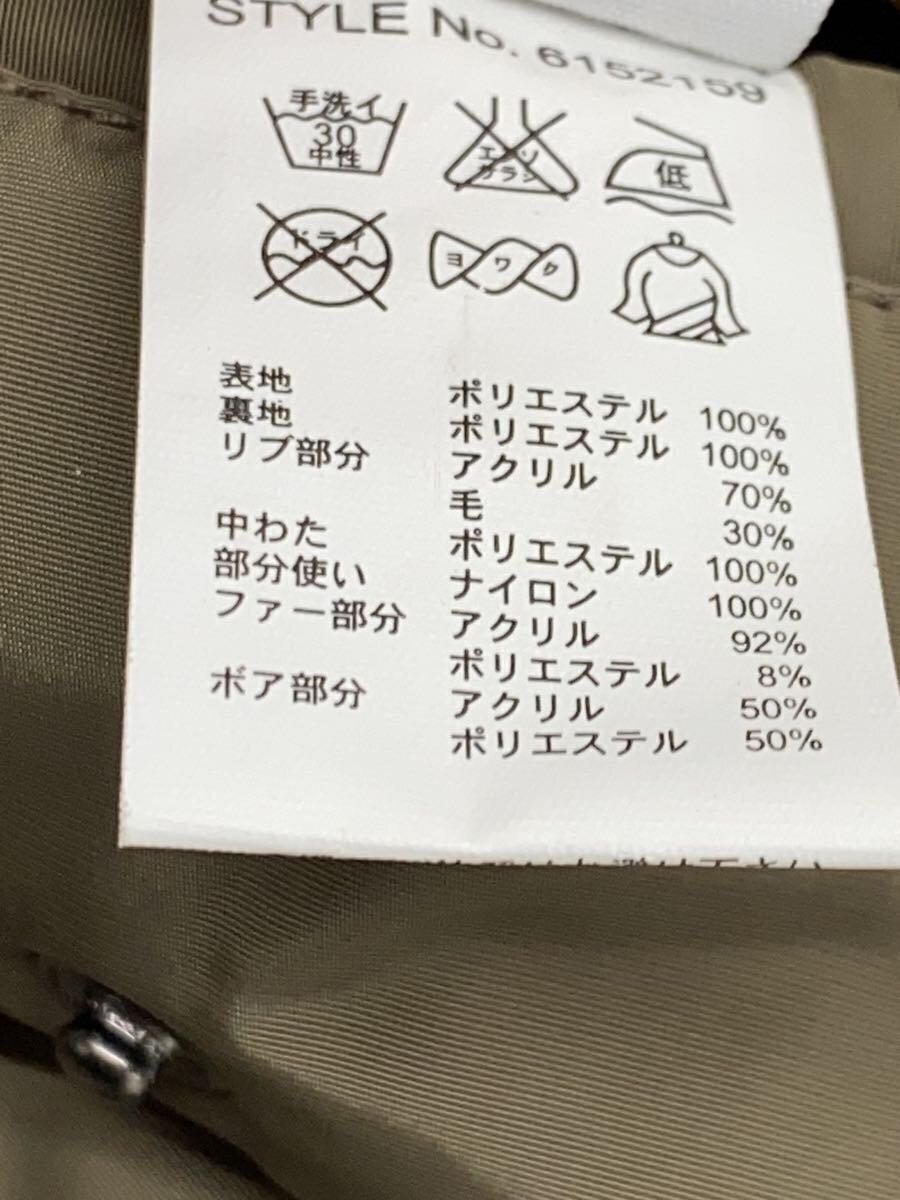 STYLE No. 6152159
手洗イ
30
中性
エンソ
サラシ
低
ドライ
ヨワク
表地 ポリエステル 100%
裏地 ポリエステル 100%
リブ部分 アクリル 70%
毛 30%
中わた ポリエステル 100%
部分使い ナイロン 100%
ファー部分 アクリル 92%
ポリエステル 8%
ボア部分 アクリル 50%
ポリエステル 50%